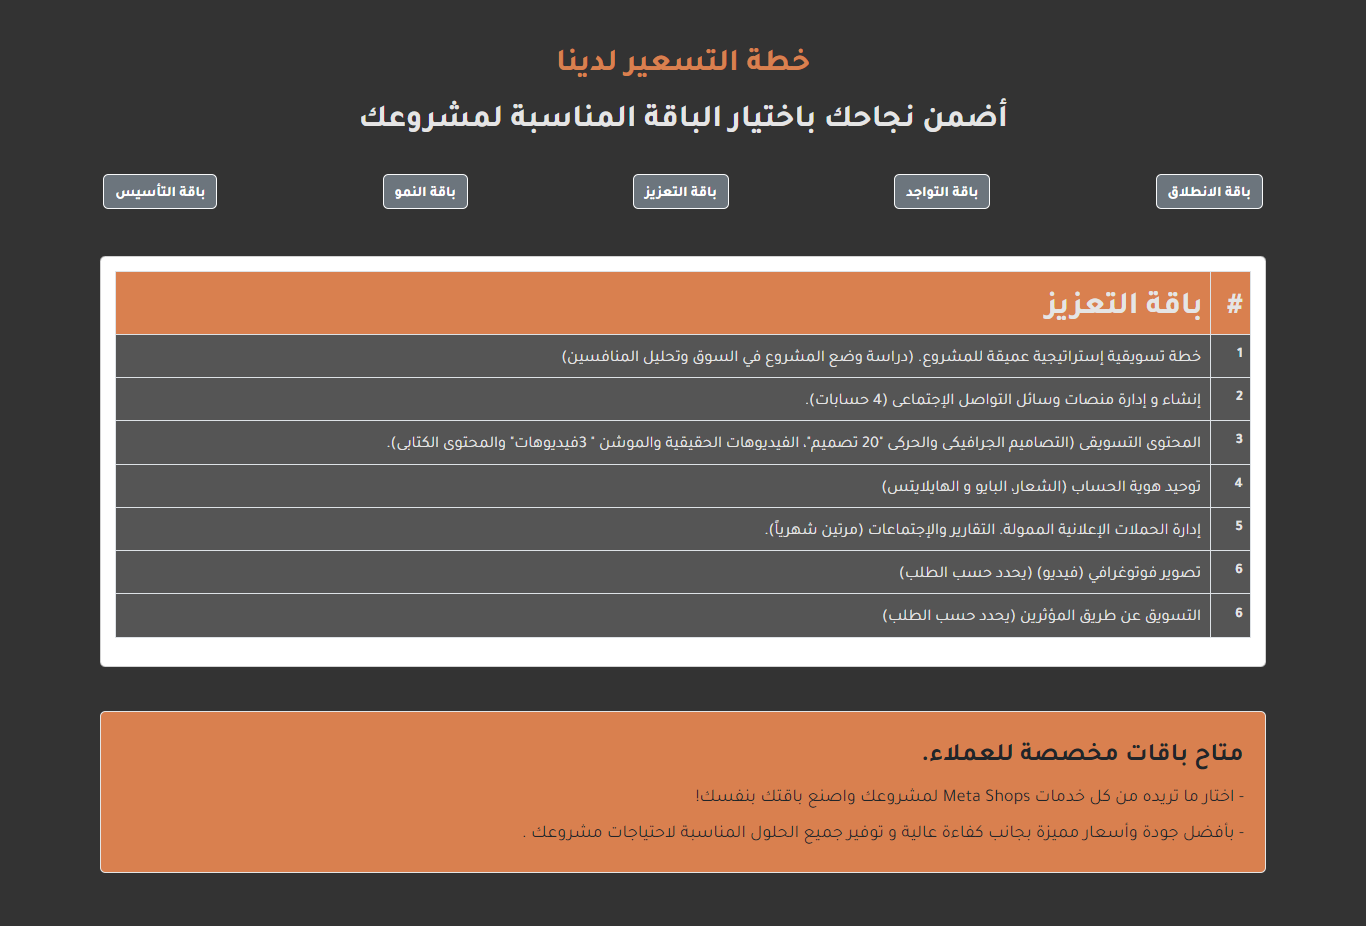 خطة التسعير لدينا
أضمن نجاحك باختيار الباقة المناسبة لمشروعك
باقة الانطلاق
باقة التواجد
باقة التعزيز
باقة النمو
باقة التأسيس
# باقة التعزيز
1 خطة تسويقية إستراتيجية عميقة للمشروع. (دراسة وضع المشروع في السوق وتحليل المنافسين)
2 إنشاء و إدارة منصات وسائل التواصل الإجتماعى (4 حسابات).
3 المحتوى التسويقى (التصاميم الجرافيكى والحركى "20 تصميم"، الفيديوهات الحقيقية والموشن " 3فيديوهات" والمحتوى الكتابى).
4 توحيد هوية الحساب (الشعار، البايو و الهايلايتس)
5 إدارة الحملات الإعلانية الممولة. التقارير والإجتماعات (مرتين شهرياً).
6 تصوير فوتوغرافي (فيديو) (يحدد حسب الطلب)
6 التسويق عن طريق المؤثرين (يحدد حسب الطلب)
متاح باقات مخصصة للعملاء.
- اختار ما تريده من كل خدمات Meta Shops لمشروعك واصنع باقتك بنفسك!
- بأفضل جودة وأسعار مميزة بجانب كفاءة عالية و توفير جميع الحلول المناسبة لاحتياجات مشروعك .